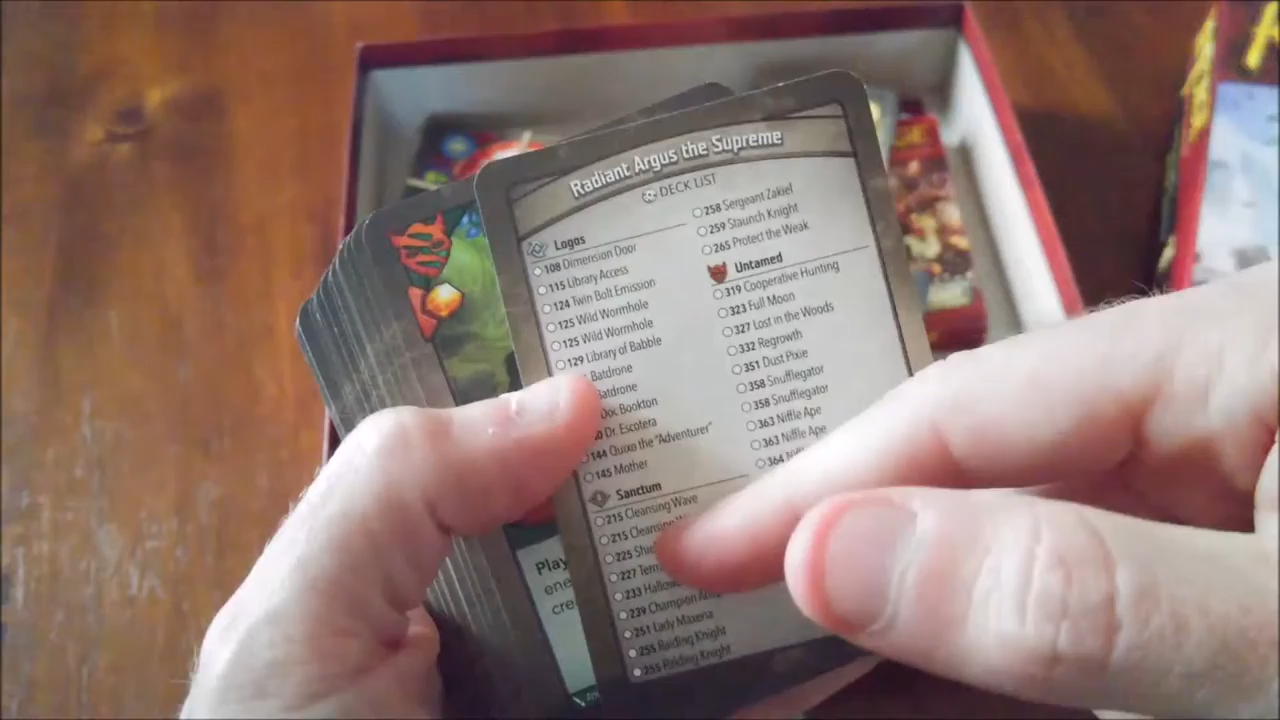 Radiant Argus the Supreme
DECK LIST
Logos
108 Dimension Door
115 Library Access
124 Twin Bolt Emission
125 Wild Wormhole
125 Wild Wormhole
129 Library of Babble
Batdrone
Batdrone
Doc Bookton
Dr. Escotera
144 Quixo the "Adventurer"
145 Mother
Sanctum
215 Cleansing Wave
215 Cleansing
225
227
233
239 Champion
251 Lady Maxena
255 Raiding Knight
255 Raiding Knight
258 Sergeant Zakiel
259 Staunch Knight
265 Protect the Weak
Untamed
319 Cooperative Hunting
323 Full Moon
327 Lost in the Woods
332 Regrowth
351 Dust Pixie
358 Snufflegator
358 Snufflegator
363 Niffle Ape
363 Niffle Ape
364
Play